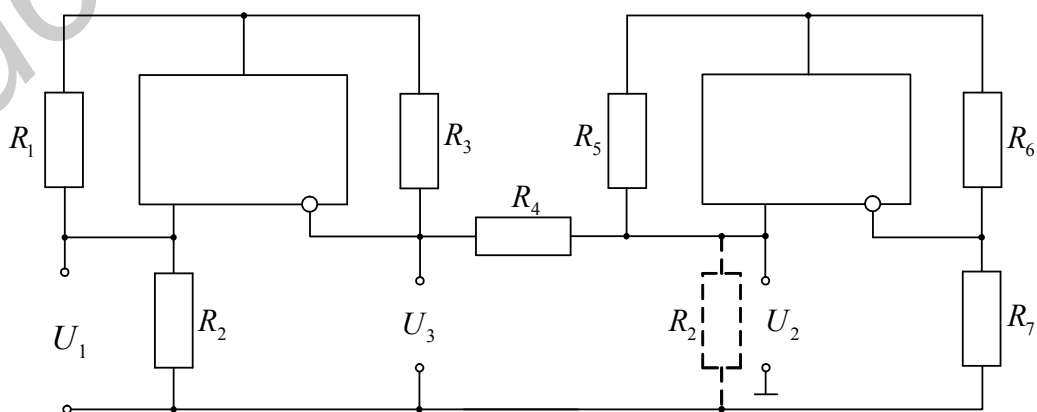 R₁
R₃
R₅
R₆
R₄
U₁
R₂
U₃
R₂
U₂
R₇